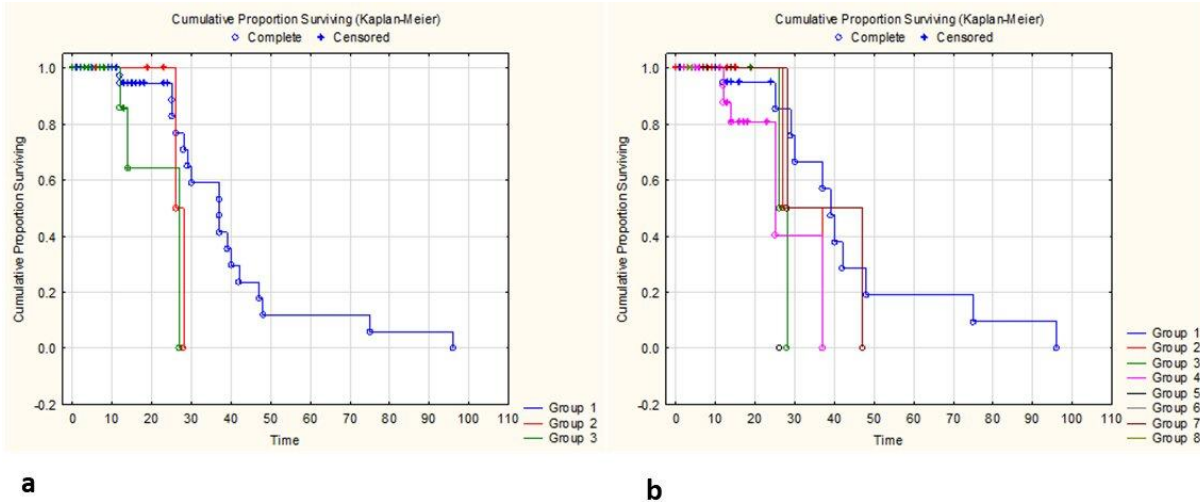 Cumulative Proportion Surviving (Kaplan-Meier)
Complete Censored
Cumulative Proportion Surviving
1.0
0.8
0.6
0.4
0.2
0.0
-0.2
0 10 20 30 40 50 60 70 80 90 100 110
Time
Group 1
Group 2
Group 3
a
Cumulative Proportion Surviving (Kaplan-Meier)
Complete Censored
Cumulative Proportion Surviving
1.0
0.8
0.6
0.4
0.2
0.0
-0.2
0 10 20 30 40 50 60 70 80 90 100 110
Time
Group 1
Group 2
Group 3
Group 4
Group 5
Group 6
Group 7
Group 8
b